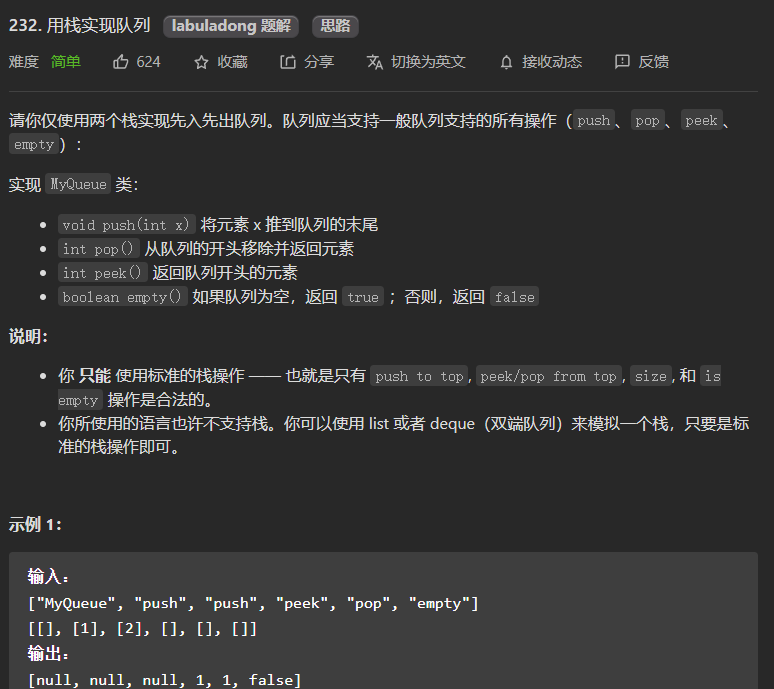 232. 用栈实现队列 labuladong 题解 思路
难度 简单 624 收藏 分享 切换为英文 接收动态 反馈
请你仅使用两个栈实现先入先出队列。队列应当支持一般队列支持的所有操作（push、pop、peek、
empty）：
实现 MyQueue 类：
• void push(int x) 将元素 x 推到队列的末尾
• int pop() 从队列的开头移除并返回元素
• int peek() 返回队列开头的元素
• boolean empty() 如果队列为空，返回 true ；否则，返回 false
说明：
• 你 只能 使用标准的栈操作 —— 也就是只有 push to top, peek/pop from top, size, 和 is
empty 操作是合法的。
• 你所使用的语言也许不支持栈。你可以使用 list 或者 deque（双端队列）来模拟一个栈，只要是标
准的栈操作即可。
示例 1：
输入：
["MyQueue", "push", "push", "peek", "pop", "empty"]
[[], [1], [2], [], [], []]
输出：
[null, null, null, 1, 1, false]